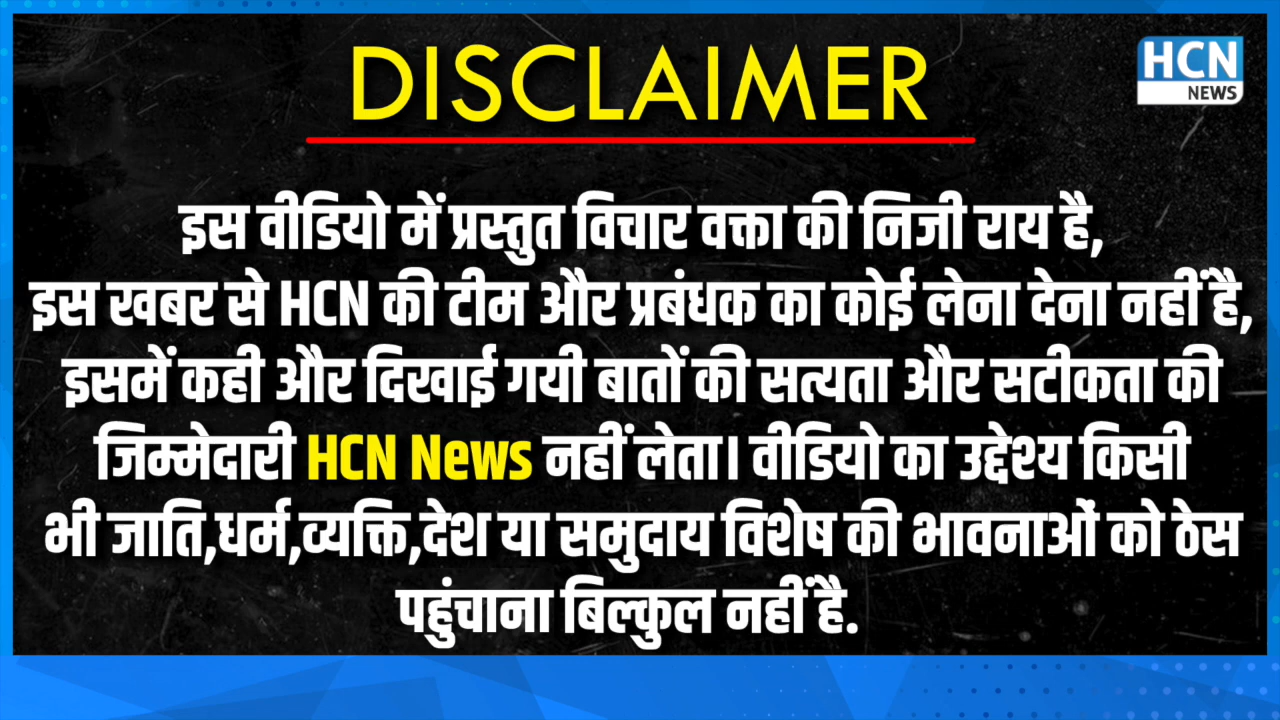 DISCLAIMER
HCN
NEWS
इस वीडियो में प्रस्तुत विचार वक्ता की निजी राय है,
इस खबर से HCN की टीम और प्रबंधक का कोई लेना देना नहीं है,
इसमें कही और दिखाई गयी बातों की सत्यता और सटीकता की
जिम्मेदारी HCN News नहीं लेता। वीडियो का उद्देश्य किसी
भी जाति,धर्म,व्यक्ति,देश या समुदाय विशेष की भावनाओं को ठेस
पहुंचाना बिल्कुल नहीं है.